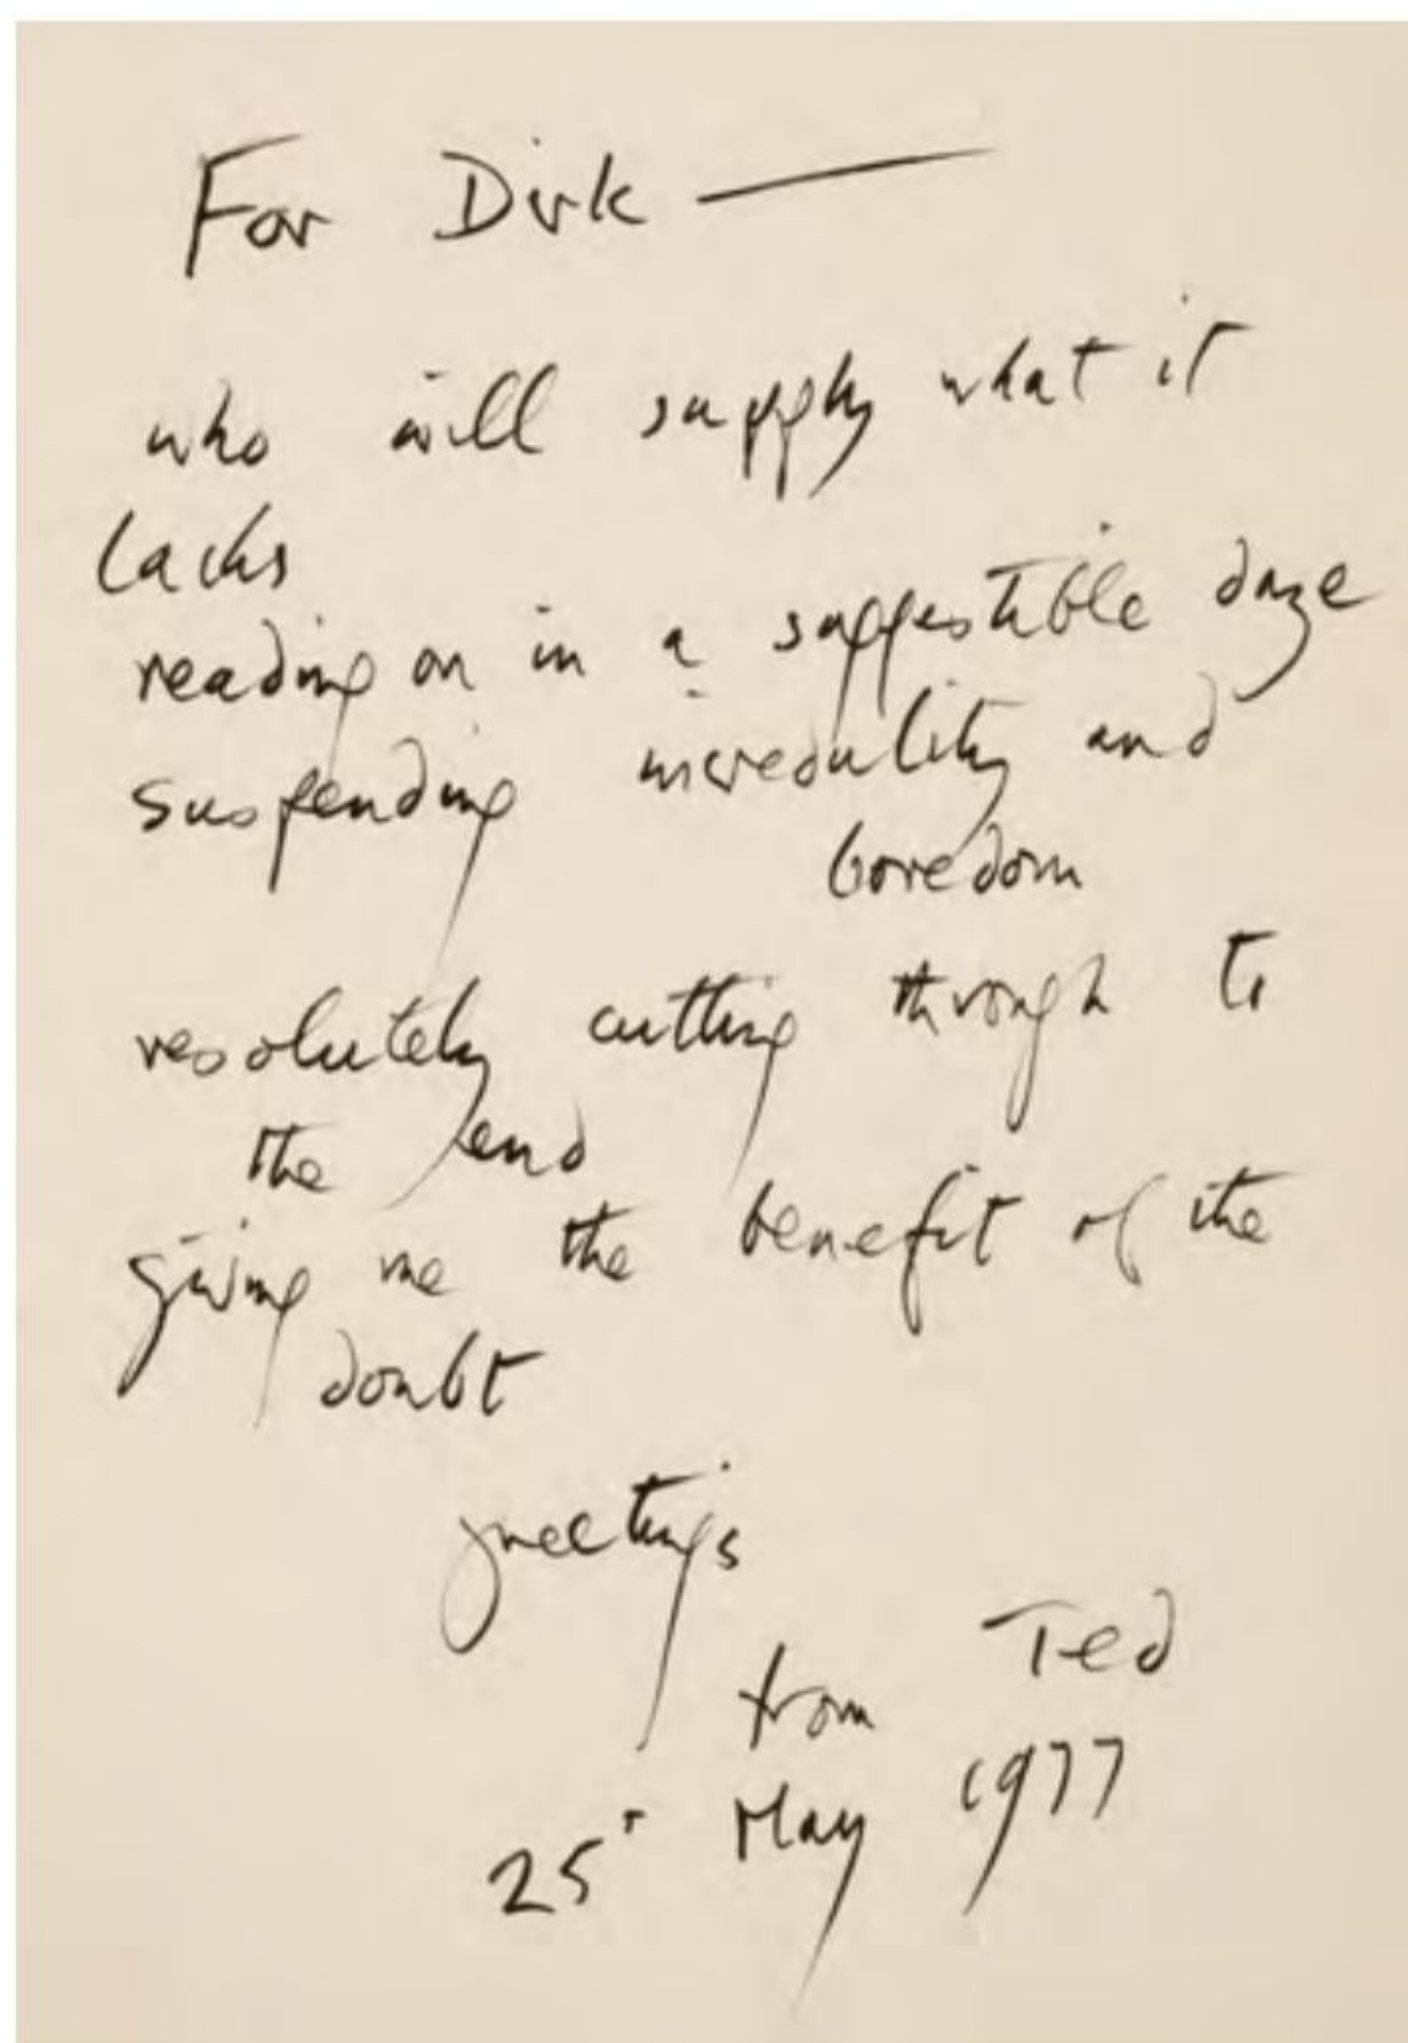 For Dirk —
who will supply what it
lacks
reading on in a suggestible daze
suspending incredulity and
boredom
resolutely cutting through to
the end
giving me the benefit of the
doubt
greetings
from Ted
25th May 1977